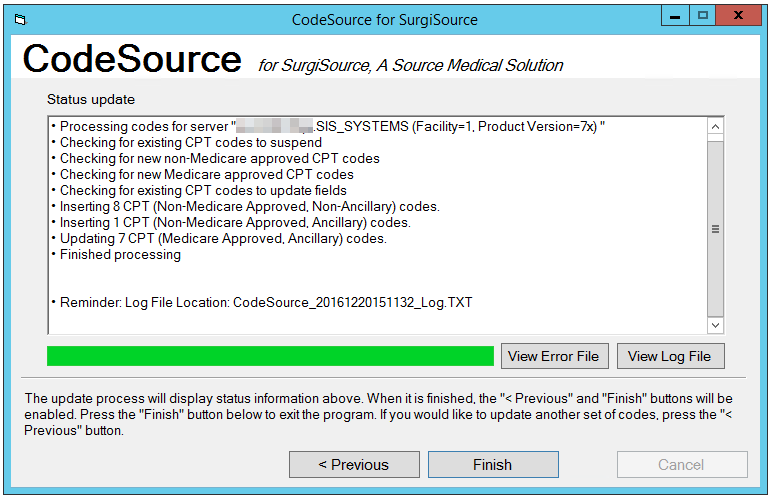 CodeSource for SurgiSource
CodeSource for SurgiSource, A Source Medical Solution
Status update
• Processing codes for server " .SIS_SYSTEMS (Facility=1, Product Version=7x) "
• Checking for existing CPT codes to suspend
• Checking for new non-Medicare approved CPT codes
• Checking for new Medicare approved CPT codes
• Checking for existing CPT codes to update fields
• Inserting 8 CPT (Non-Medicare Approved, Non-Ancillary) codes.
• Inserting 1 CPT (Non-Medicare Approved, Ancillary) codes.
• Updating 7 CPT (Medicare Approved, Ancillary) codes.
• Finished processing
• Reminder: Log File Location: CodeSource_20161220151132_Log.TXT
View Error File
View Log File
The update process will display status information above. When it is finished, the "< Previous" and "Finish" buttons will be
enabled. Press the "Finish" button below to exit the program. If you would like to update another set of codes, press the "<
Previous" button.
< Previous
Finish
Cancel